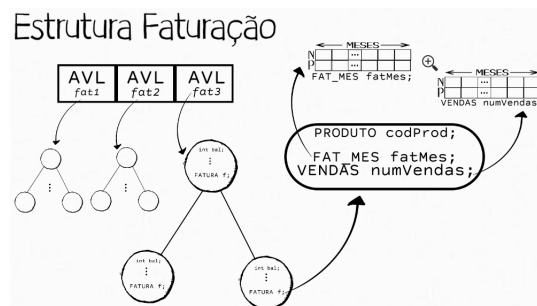 Estrutura Faturação
AVL AVL AVL
fat1 fat2 fat3
MESES
N
P
...
...
FAT_MES fatMes;
MESES
N
P
...
...
VENDAS numVendas
PRODUTO codProd;
FAT_MES fatMes;
VENDAS numVendas;
int bal;
FATURA f;
int bal;
FATURA f;
int bal;
FATURA f;